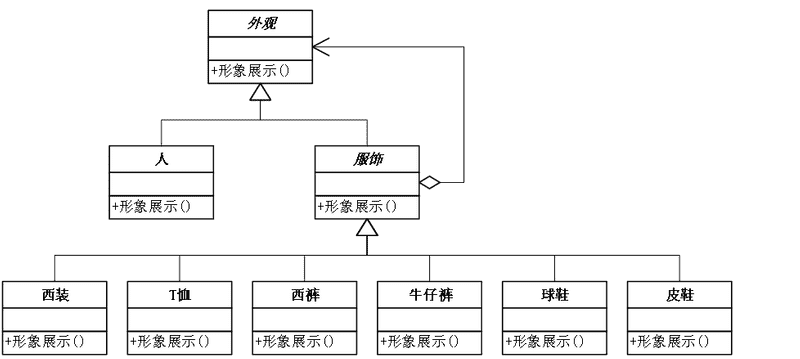 外观
+形象展示()
人
服饰
+形象展示()
+形象展示()
西装
T恤
西裤
牛仔裤
球鞋
皮鞋
+形象展示()
+形象展示()
+形象展示()
+形象展示()
+形象展示()
+形象展示()